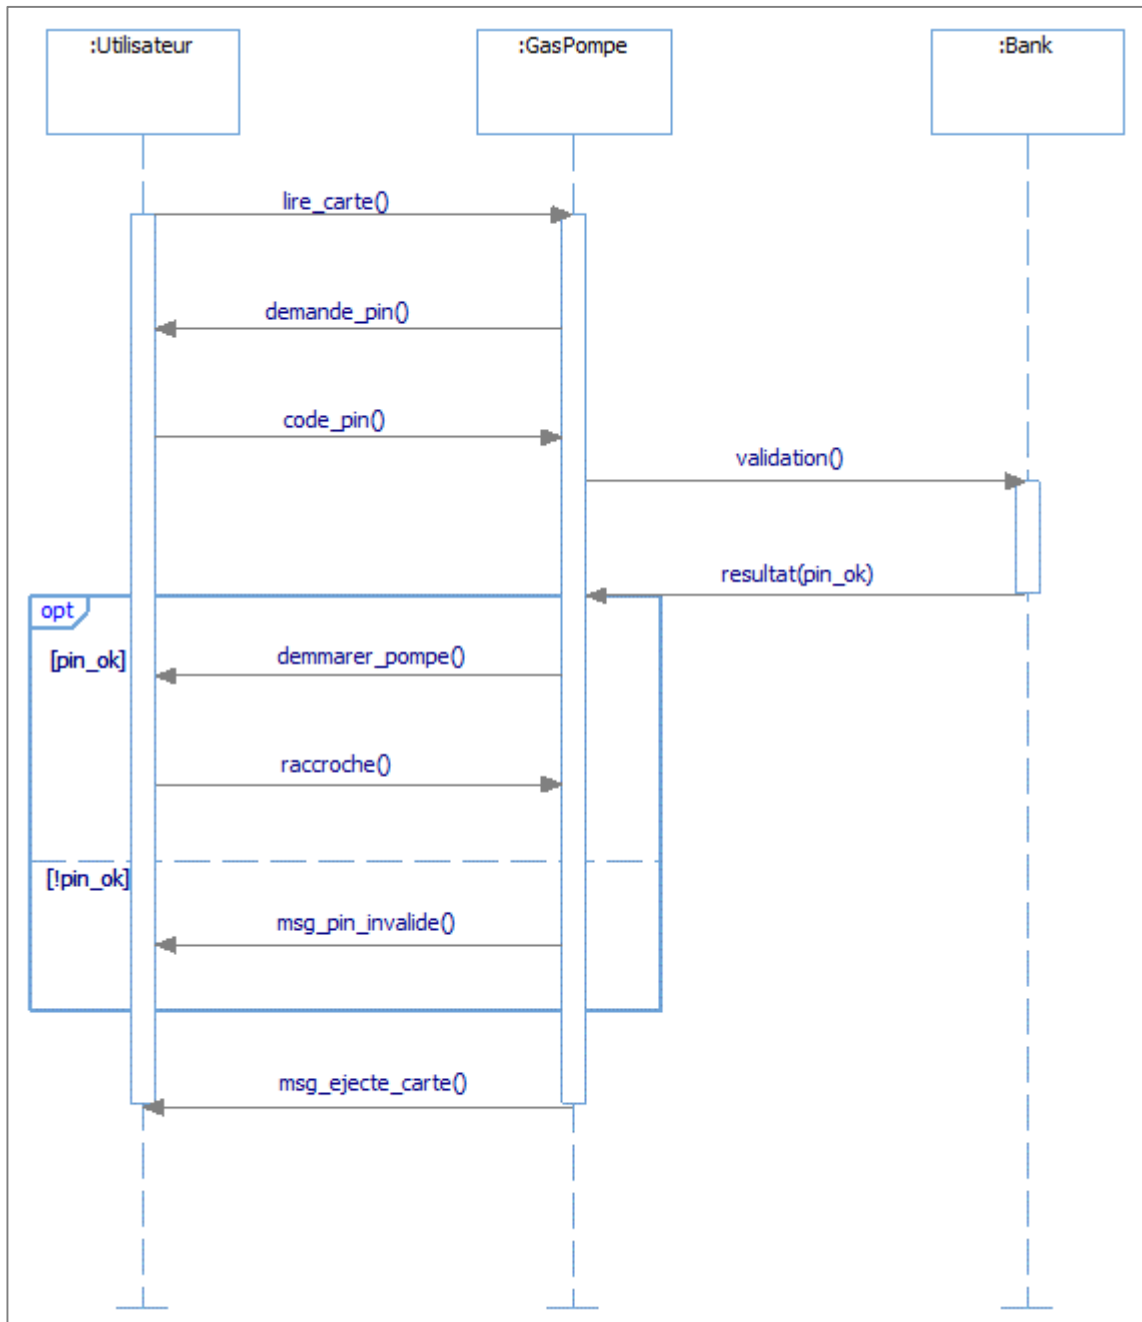 :Utilisateur
:GasPompe
:Bank
lire_carte()
demande_pin()
code_pin()
validation()
resultat(pin_ok)
opt
[pin_ok]
demmarer_pompe()
raccroche()
[!pin_ok]
msg_pin_invalide()
msg_ejecte_carte()